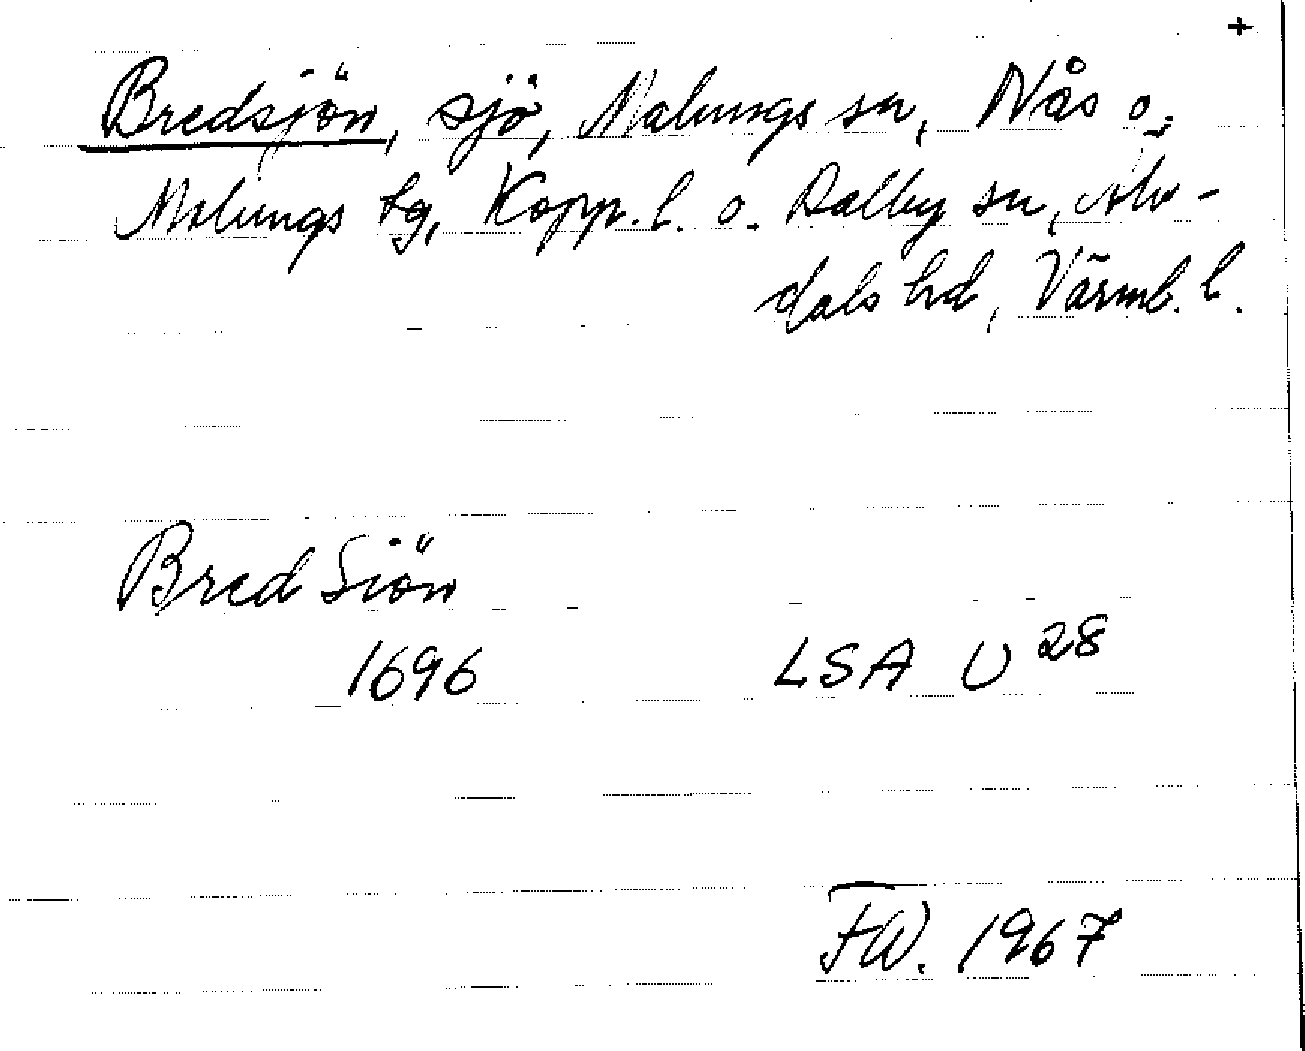 +
Bredsjön, sjö, Malungs sn, Nås o.
Malungs tg, Kopp. l. o. Dalby sn, Älv-
dals hd, Värml. l.
Bred Siön
1696 LSA U 28
FW. 1967